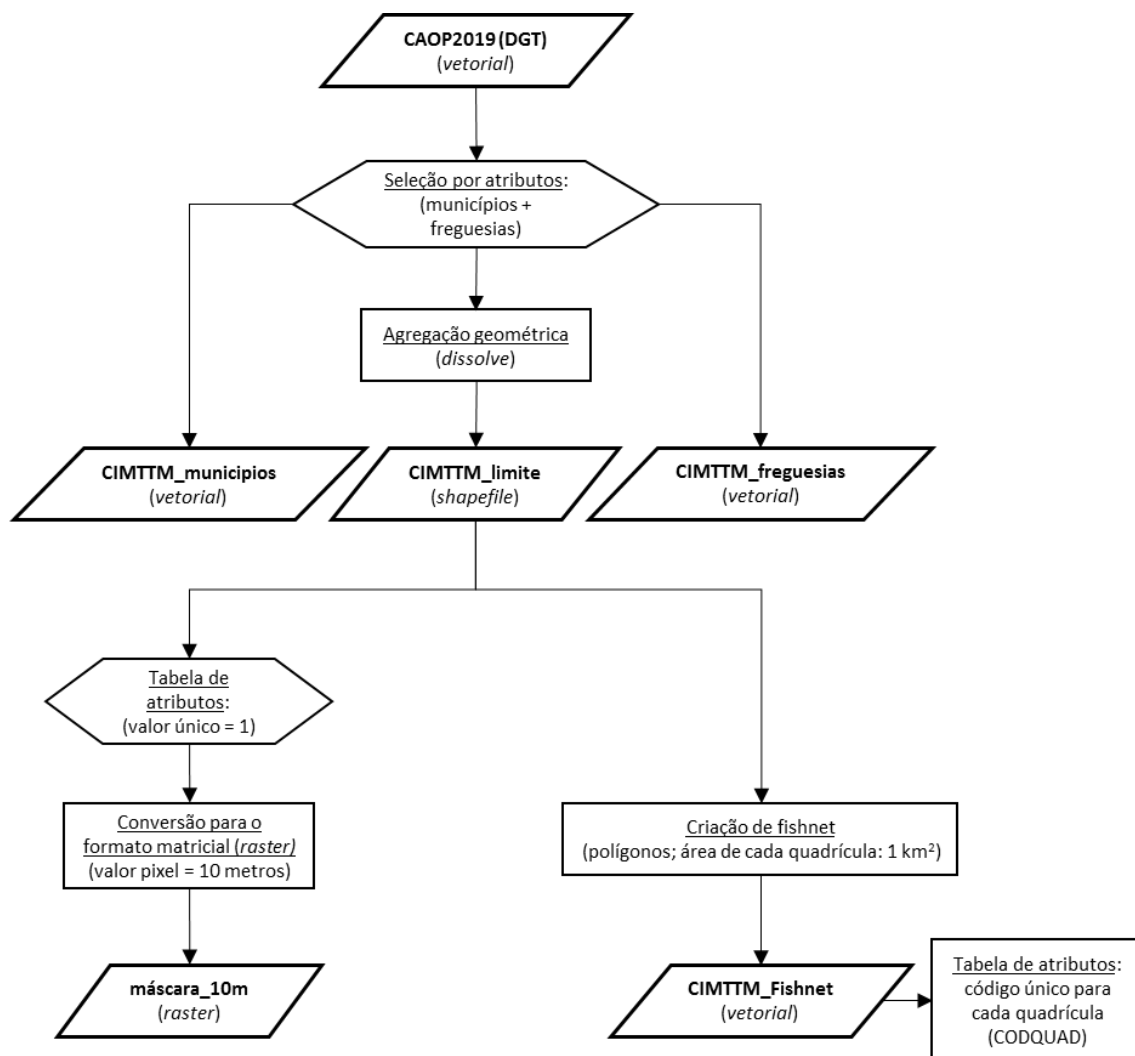 CAOP2019 (DGT)
(vetorial)
Seleção por atributos:
(municípios +
freguesias)
Agregação geométrica
(dissolve)
CIMTTM_municipios
(vetorial)
CIMTTM_limite
(shapefile)
CIMTTM_freguesias
(vetorial)
Tabela de
atributos:
(valor único = 1)
Conversão para o
formato matricial (raster)
(valor pixel = 10 metros)
Criação de fishnet
(polígonos; área de cada quadrícula: 1 km²)
máscara_10m
(raster)
CIMTTM_Fishnet
(vetorial)
Tabela de atributos:
código único para
cada quadrícula
(CODQUAD)